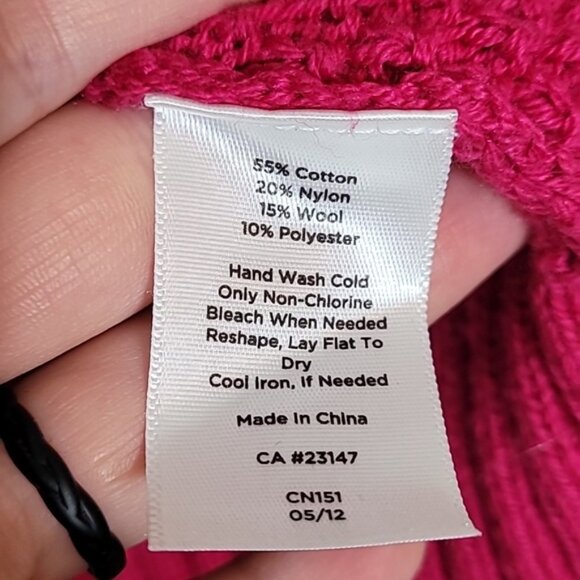 55% Cotton
20% Nylon
15% Wool
10% Polyester
Hand Wash Cold
Only Non-Chlorine
Bleach When Needed
Reshape, Lay Flat To
Dry
Cool Iron, If Needed
Made In China
CA #23147
CN151
05/12